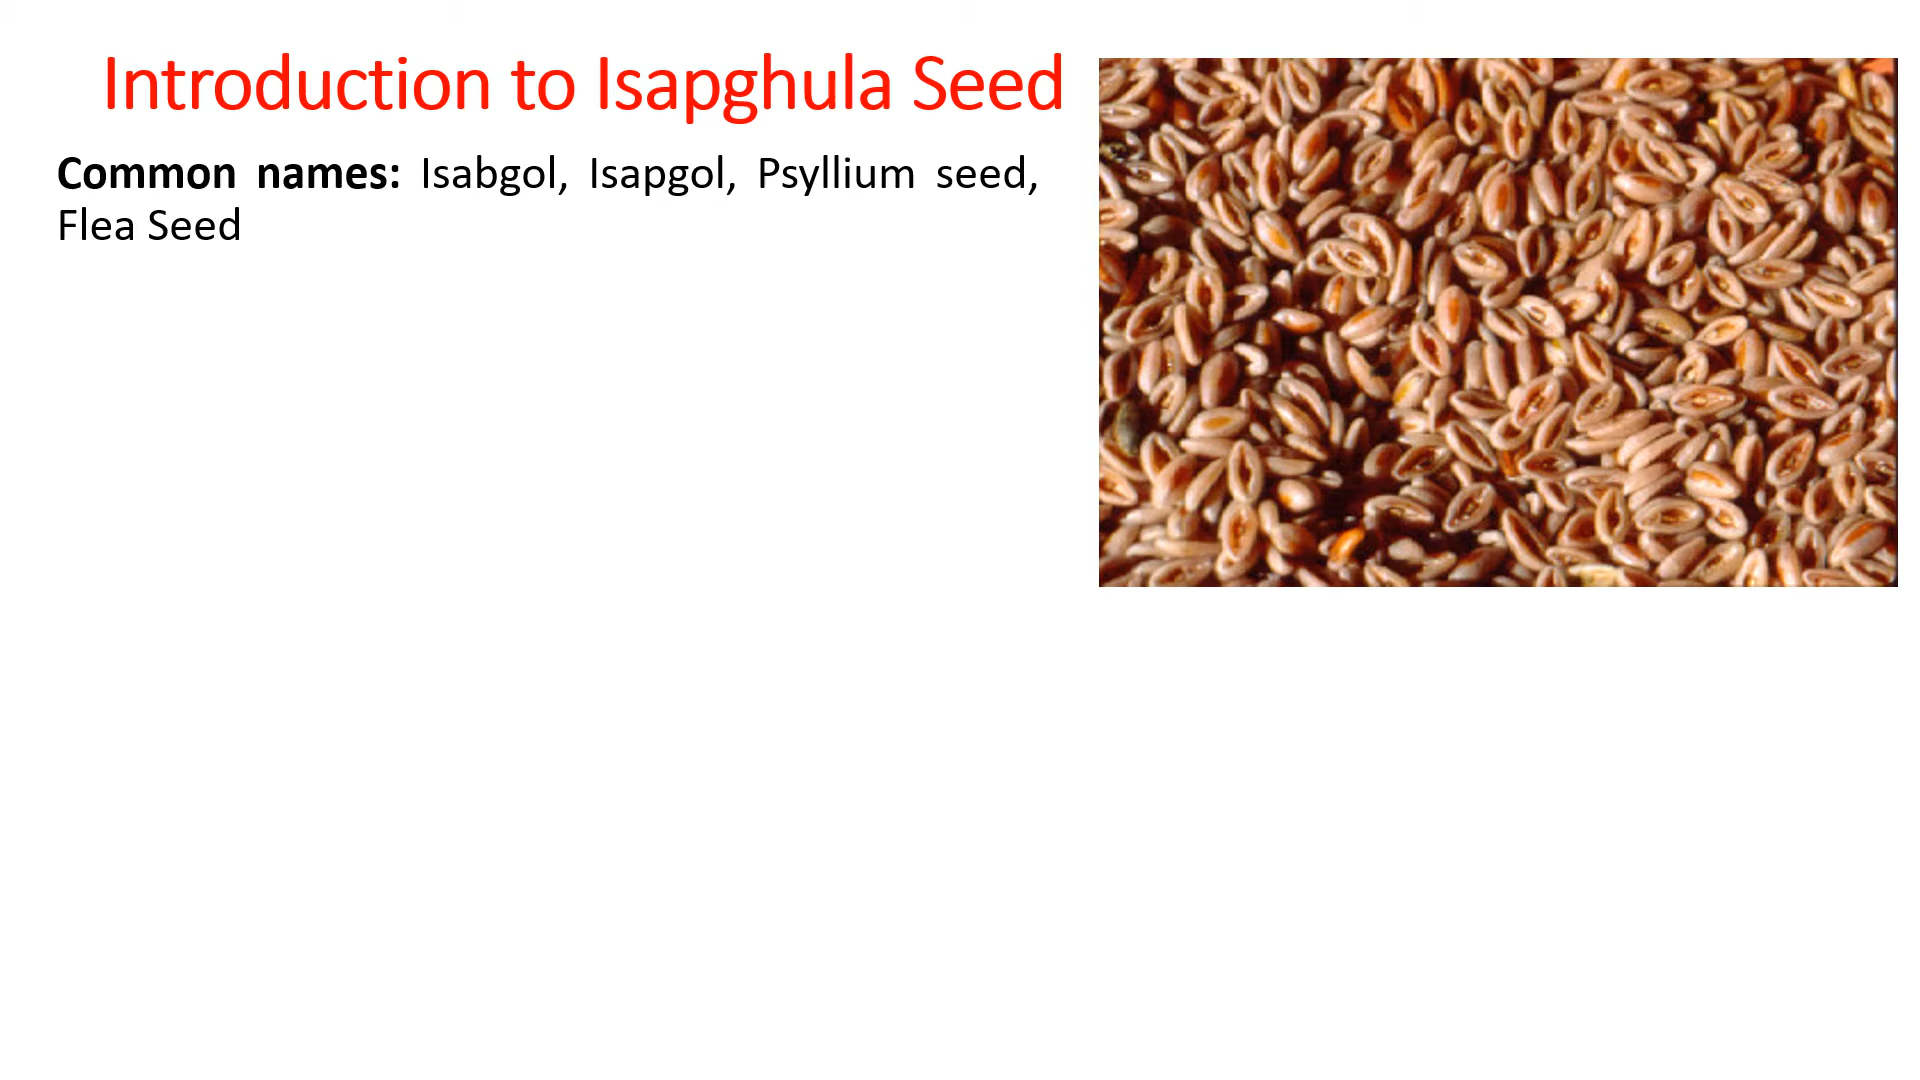 Introduction to Isapghula Seed
Common names: Isabgol, Isapgol, Psyllium seed,
Flea Seed